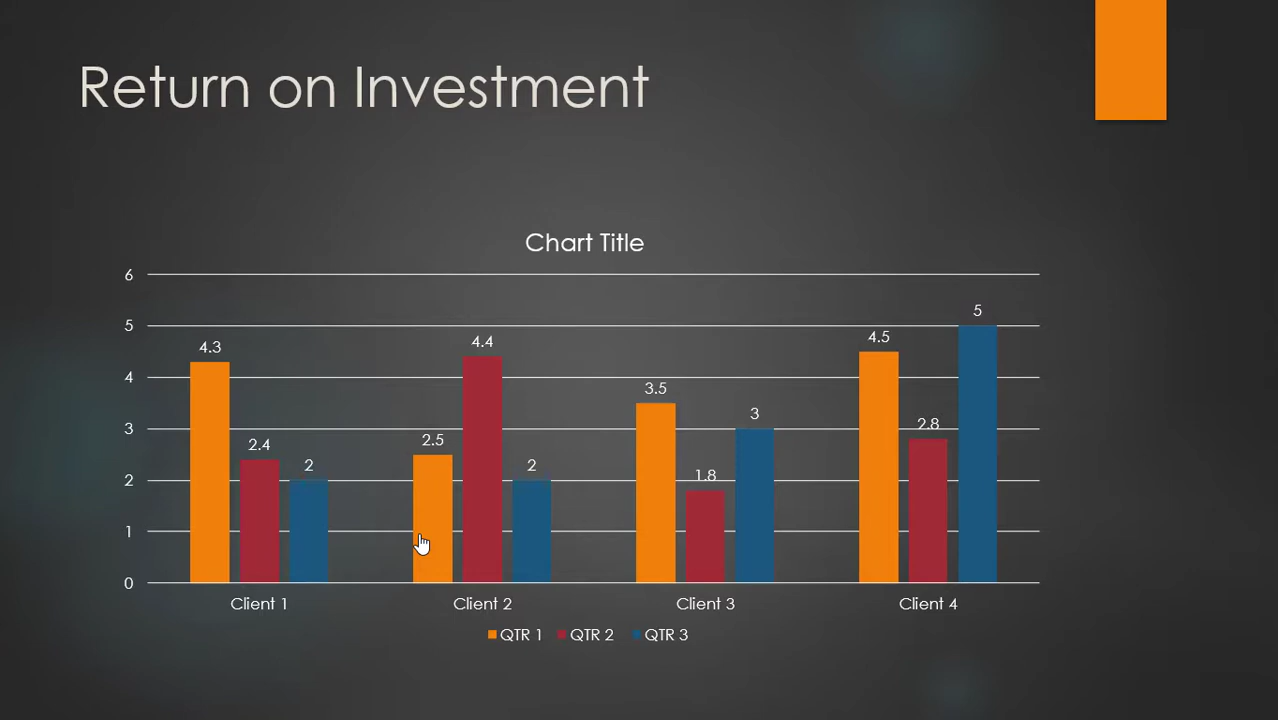 Return on Investment
Chart Title
6
5
4
3
2
1
0
4.3
2.4
2
2.5
4.4
2
3.5
1.8
3
4.5
2.8
5
Client 1
Client 2
Client 3
Client 4
QTR 1 QTR 2 QTR 3